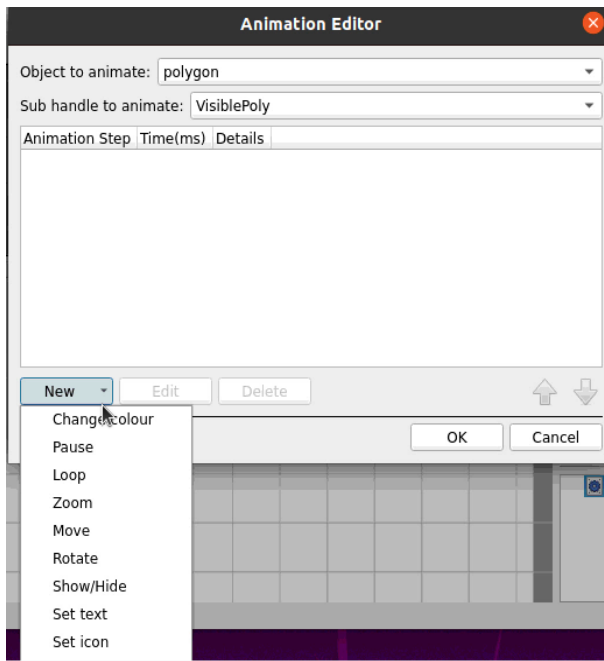 Animation Editor
Object to animate: polygon
Sub handle to animate: VisiblePoly
Animation Step Time(ms) Details
New Edit Delete
Change colour
OK Cancel
Pause
Loop
Zoom
Move
Rotate
Show/Hide
Set text
Set icon